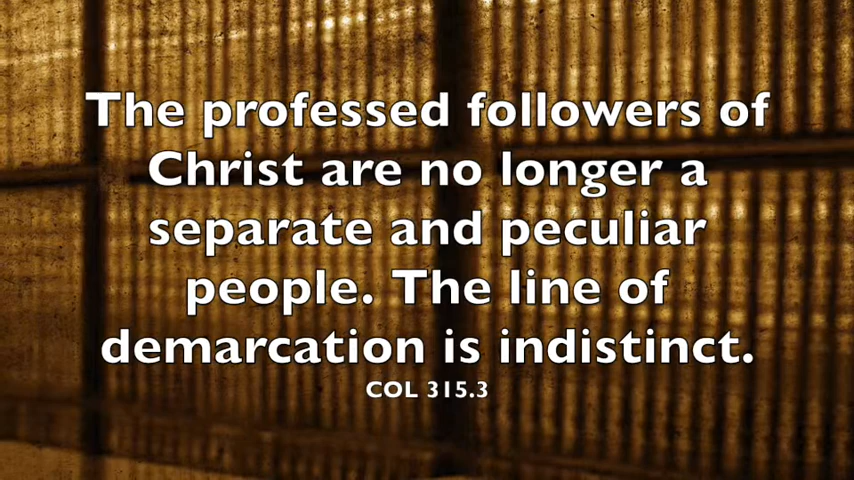 The professed followers of
Christ are no longer a
separate and peculiar
people. The line of
demarcation is indistinct.
COL 315.3